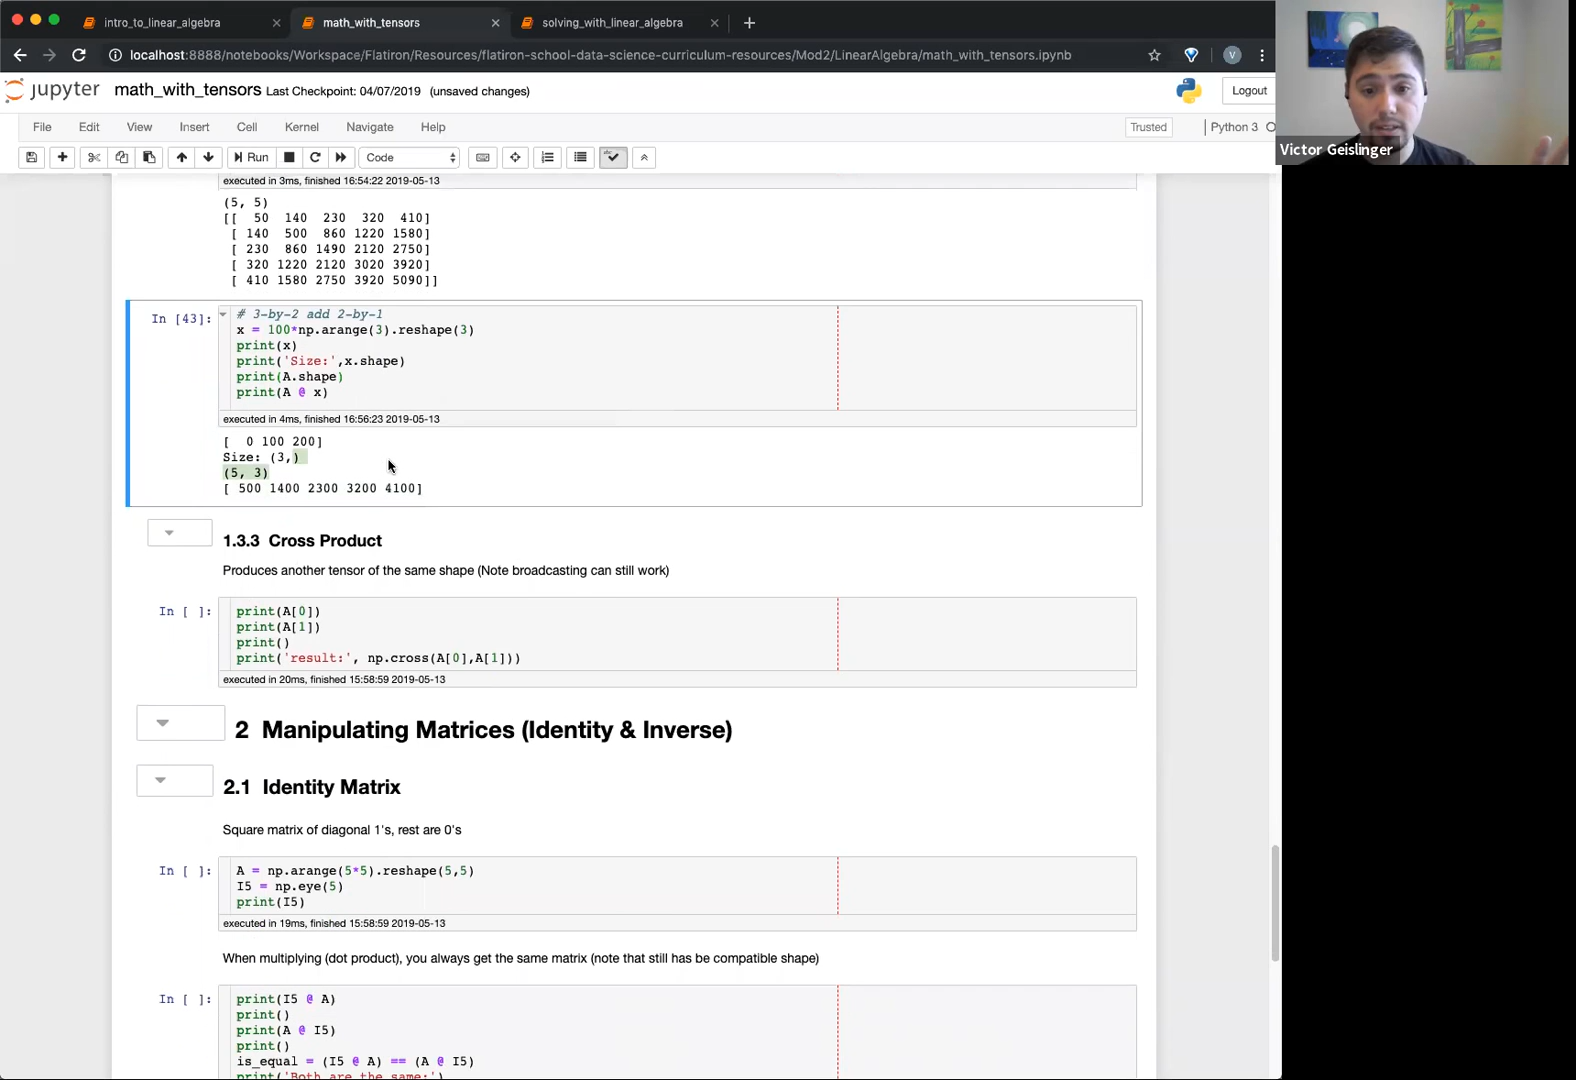 intro_to_linear_algebra
math_with_tensors
solving_with_linear_algebra
localhost:8888/notebooks/Workspace/Flatiron/Resources/flatiron-school-data-science-curriculum-resources/Mod2/LinearAlgebra/math_with_tensors.ipynb
V
jupyter math_with_tensors Last Checkpoint: 04/07/2019 (unsaved changes)
Logout
File Edit View Insert Cell Kernel Navigate Help
Trusted
Python 3
Run
Code
Victor Geislinger
executed in 3ms, finished 16:54:22 2019-05-13
(5, 5)
[[ 50 140 230 320 410]
[ 140 500 860 1220 1580]
[ 230 860 1490 2120 2750]
[ 320 1220 2120 3020 3920]
[ 410 1580 2750 3920 5090]]
In [43]:
# 3-by-2 add 2-by-1
x = 100*np.arange(3).reshape(3)
print(x)
print('Size:',x.shape)
print(A.shape)
print(A @ x)
executed in 4ms, finished 16:56:23 2019-05-13
[ 0 100 200]
Size: (3,)
(5, 3)
[ 500 1400 2300 3200 4100]
1.3.3 Cross Product
Produces another tensor of the same shape (Note broadcasting can still work)
In [ ]:
print(A[0])
print(A[1])
print()
print('result:', np.cross(A[0],A[1]))
executed in 20ms, finished 15:58:59 2019-05-13
2 Manipulating Matrices (Identity & Inverse)
2.1 Identity Matrix
Square matrix of diagonal 1's, rest are 0's
In [ ]:
A = np.arange(5*5).reshape(5,5)
I5 = np.eye(5)
print(I5)
executed in 19ms, finished 15:58:59 2019-05-13
When multiplying (dot product), you always get the same matrix (note that still has be compatible shape)
In [ ]:
print(I5 @ A)
print()
print(A @ I5)
print()
is_equal = (I5 @ A) == (A @ I5)
print('Both are the same:')